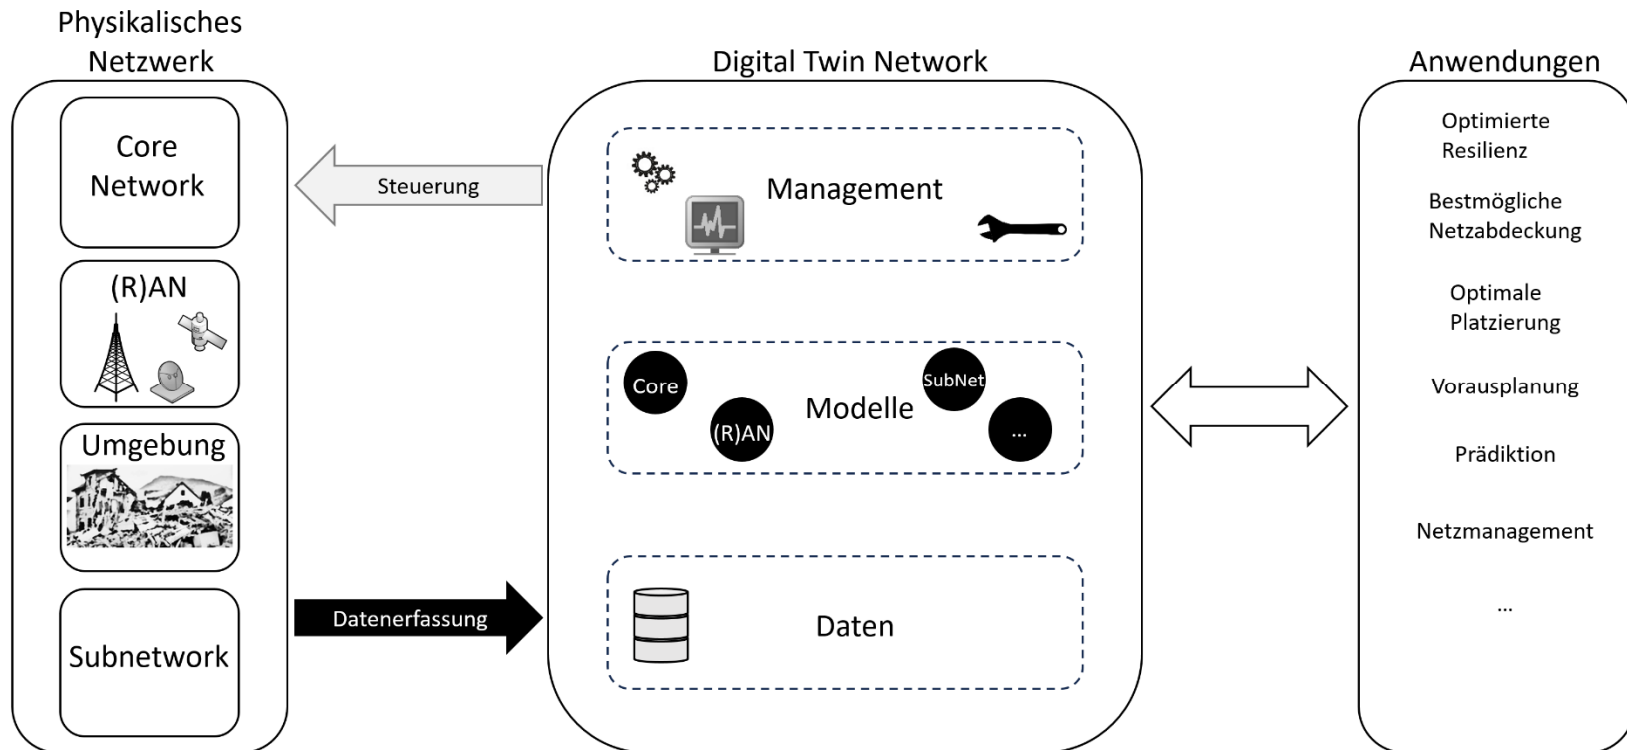 Physikalisches
Netzwerk
Core
Network
(R)AN
Umgebung
Subnetwork
Steuerung
Datenerfassung
Digital Twin Network
Management
Core
(R)AN
Modelle
SubNet
...
Daten
Anwendungen
Optimierte
Resilienz
Bestmögliche
Netzabdeckung
Optimale
Platzierung
Vorausplanung
Prädiktion
Netzmanagement
...